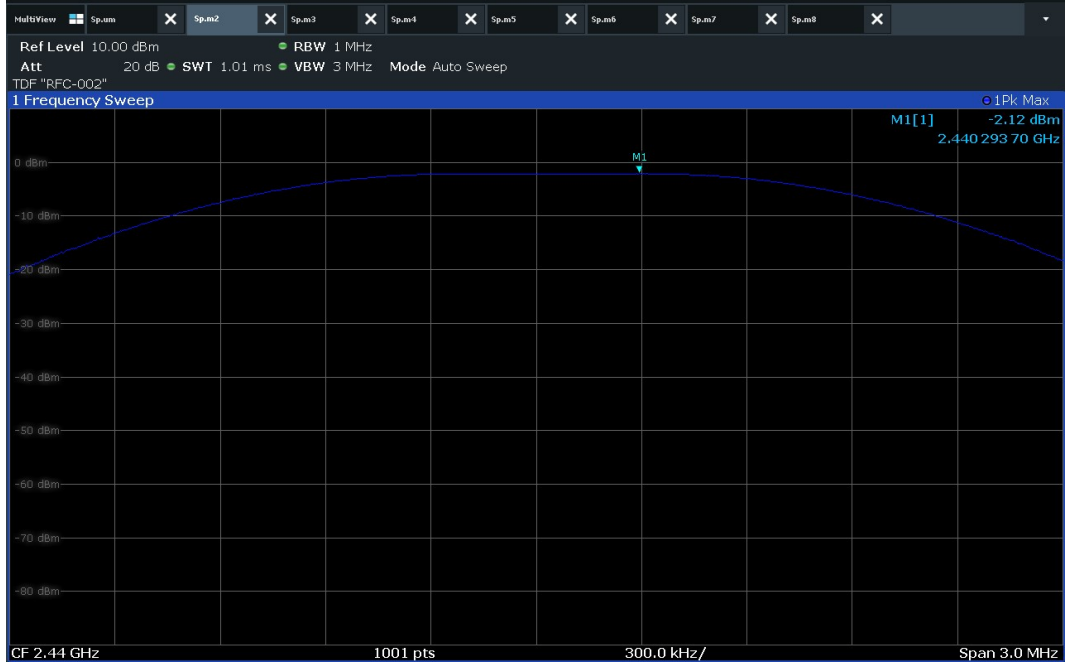 MultiView Sp.um Sp.m2 Sp.m3 Sp.m4 Sp.m5 Sp.m6 Sp.m7 Sp.m8
Ref Level 10.00 dBm RBW 1 MHz
Att 20 dB SWT 1.01 ms VBW 3 MHz Mode Auto Sweep
TDF "RFC-002"
1 Frequency Sweep 1Pk Max
M1[1] -2.12 dBm
2.440 293 70 GHz
M1
0 dBm
-10 dBm
-20 dBm
-30 dBm
-40 dBm
-50 dBm
-60 dBm
-70 dBm
-80 dBm
CF 2.44 GHz 1001 pts 300.0 kHz/ Span 3.0 MHz